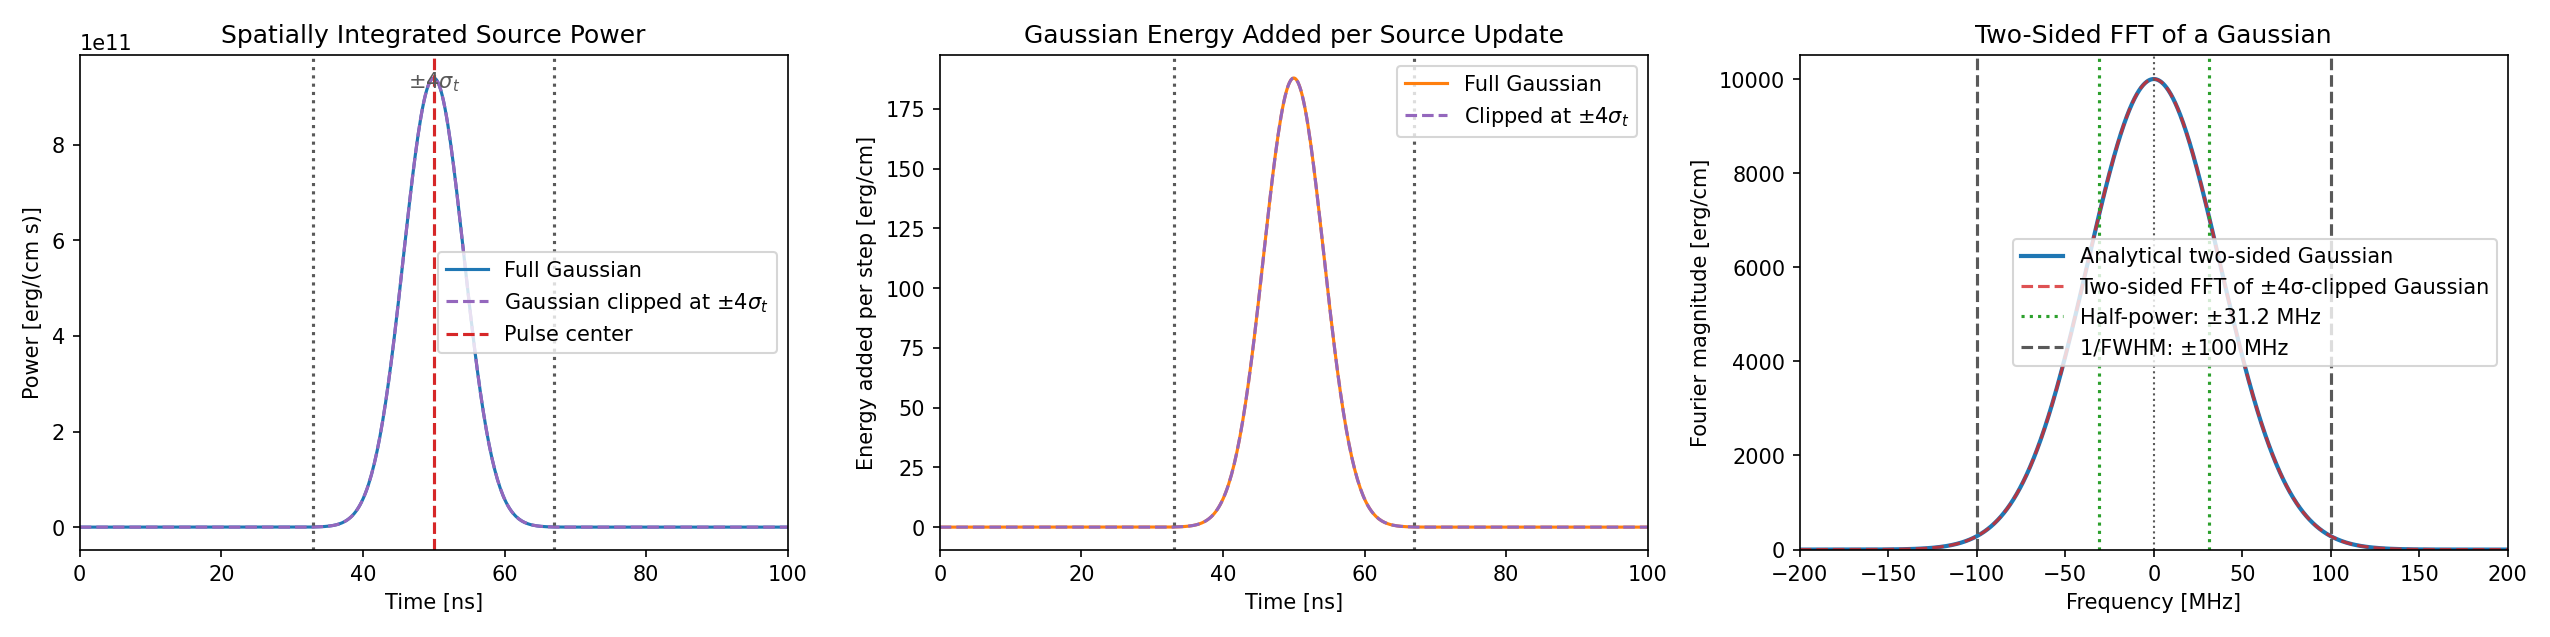 Spatially Integrated Source Power
1e11
±4σt
8
6
4
2
0
Power [erg/(cm s)]
Full Gaussian
Gaussian clipped at ±4σt
Pulse center
0 20 40 60 80 100
Time [ns]
Gaussian Energy Added per Source Update
175
150
125
100
75
50
25
0
Energy added per step [erg/cm]
Full Gaussian
Clipped at ±4σt
0 20 40 60 80 100
Time [ns]
Two-Sided FFT of a Gaussian
10000
8000
6000
4000
2000
0
Fourier magnitude [erg/cm]
Analytical two-sided Gaussian
Two-sided FFT of ±4σ-clipped Gaussian
Half-power: ±31.2 MHz
1/FWHM: ±100 MHz
−200 −150 −100 −50 0 50 100 150 200
Frequency [MHz]